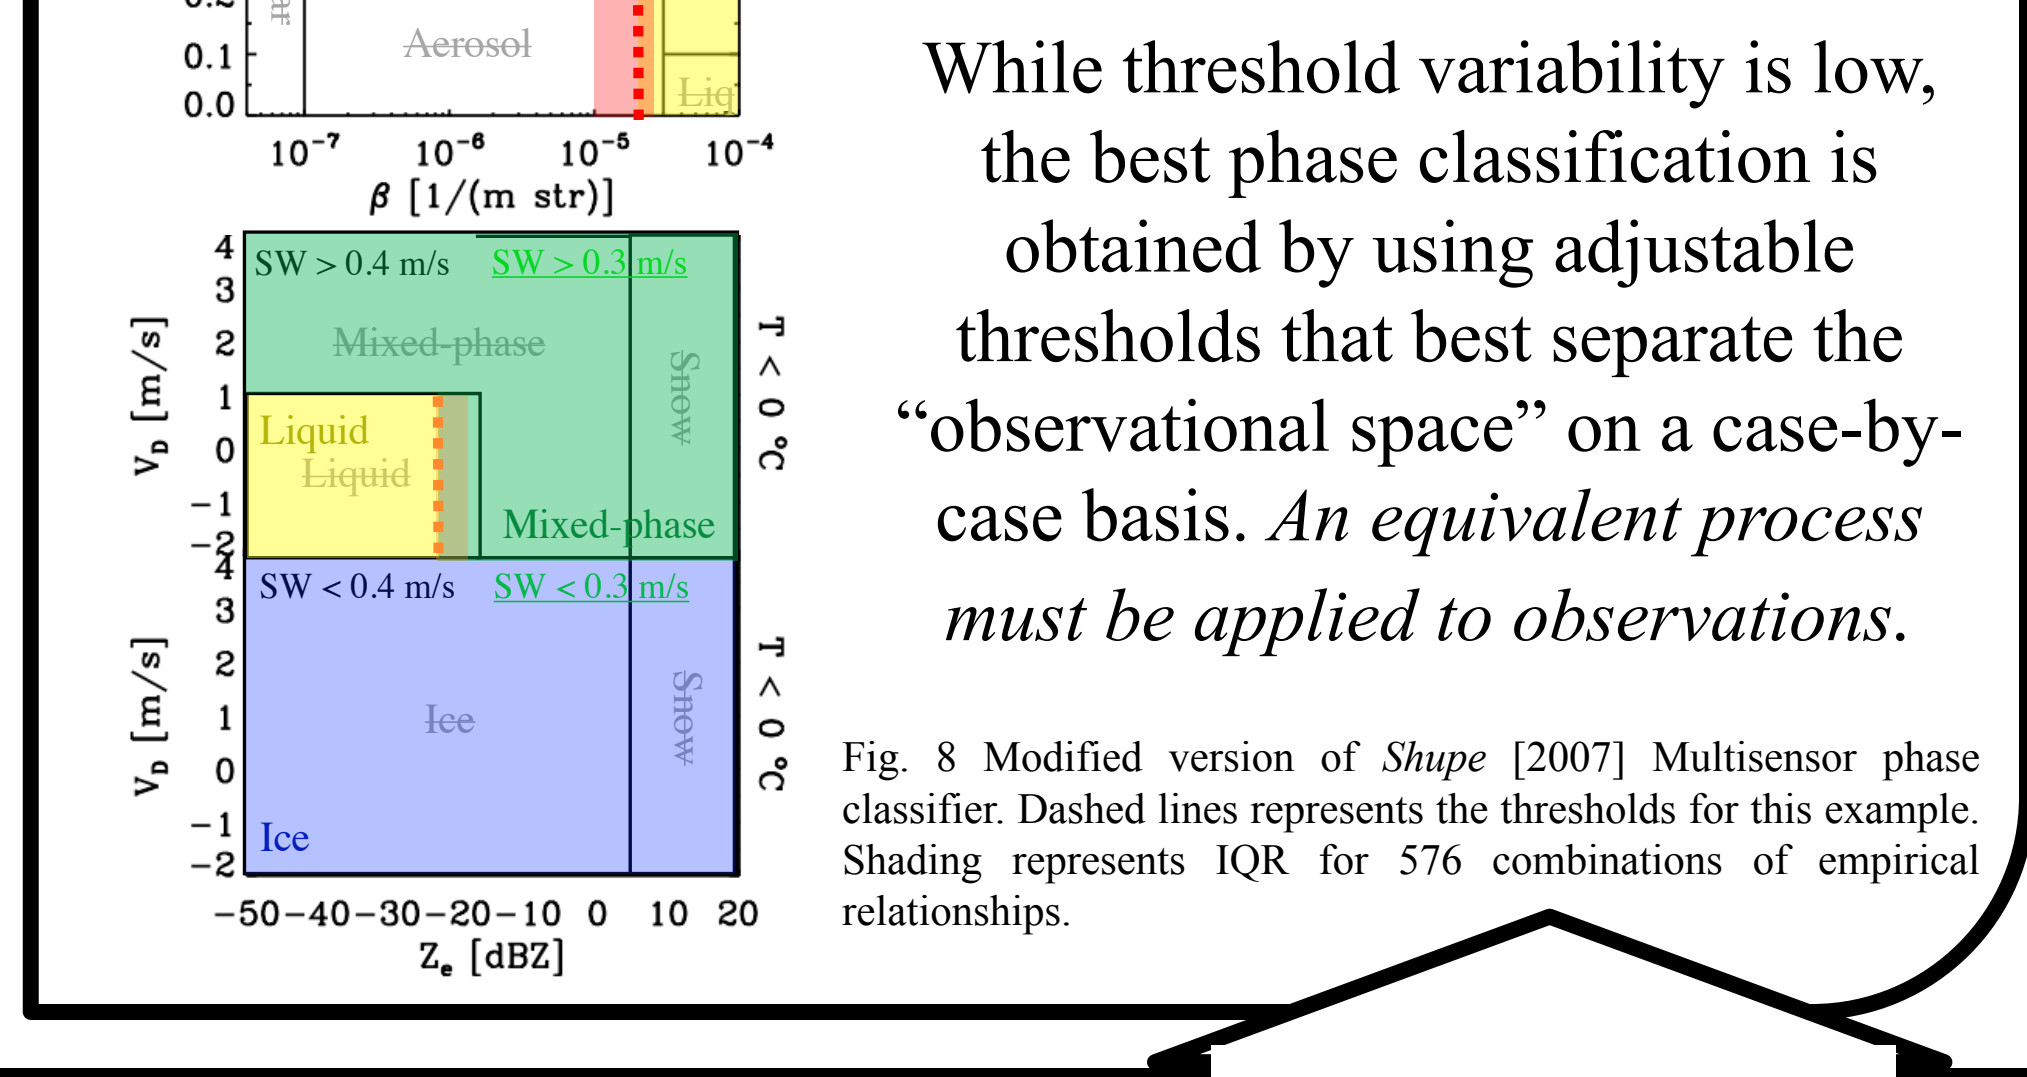 0.2
ar
Aerosol
0.1
Liq
0.0
10⁻⁷ 10⁻⁶ 10⁻⁵ 10⁻⁴
β [1/(m str)]
4
SW > 0.4 m/s SW > 0.3 m/s
3
2
Mixed-phase
Snow
T < 0 °C
V_D [m/s]
1
Liquid
0
Liquid
−1
Mixed-phase
−2
4
SW < 0.4 m/s SW < 0.3 m/s
3
2
Snow
T < 0 °C
V_D [m/s]
1
Ice
0
−1
Ice
−2
−50 −40 −30 −20 −10 0 10 20
Z_e [dBZ]
While threshold variability is low,
the best phase classification is
obtained by using adjustable
thresholds that best separate the
“observational space” on a case-by-
case basis. An equivalent process
must be applied to observations.
Fig. 8 Modified version of Shupe [2007] Multisensor phase
classifier. Dashed lines represents the thresholds for this example.
Shading represents IQR for 576 combinations of empirical
relationships.